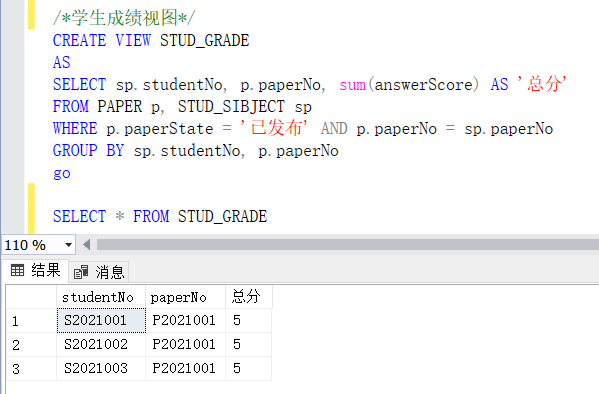 /*学生成绩视图*/
CREATE VIEW STUD_GRADE
AS
SELECT sp.studentNo, p.paperNo, sum(answerScore) AS '总分'
FROM PAPER p, STUD_SIBJECT sp
WHERE p.paperState = '已发布' AND p.paperNo = sp.paperNo
GROUP BY sp.studentNo, p.paperNo
go
SELECT * FROM STUD_GRADE
110 %
结果 消息
studentNo paperNo 总分
1 S2021001 P2021001 5
2 S2021002 P2021001 5
3 S2021003 P2021001 5